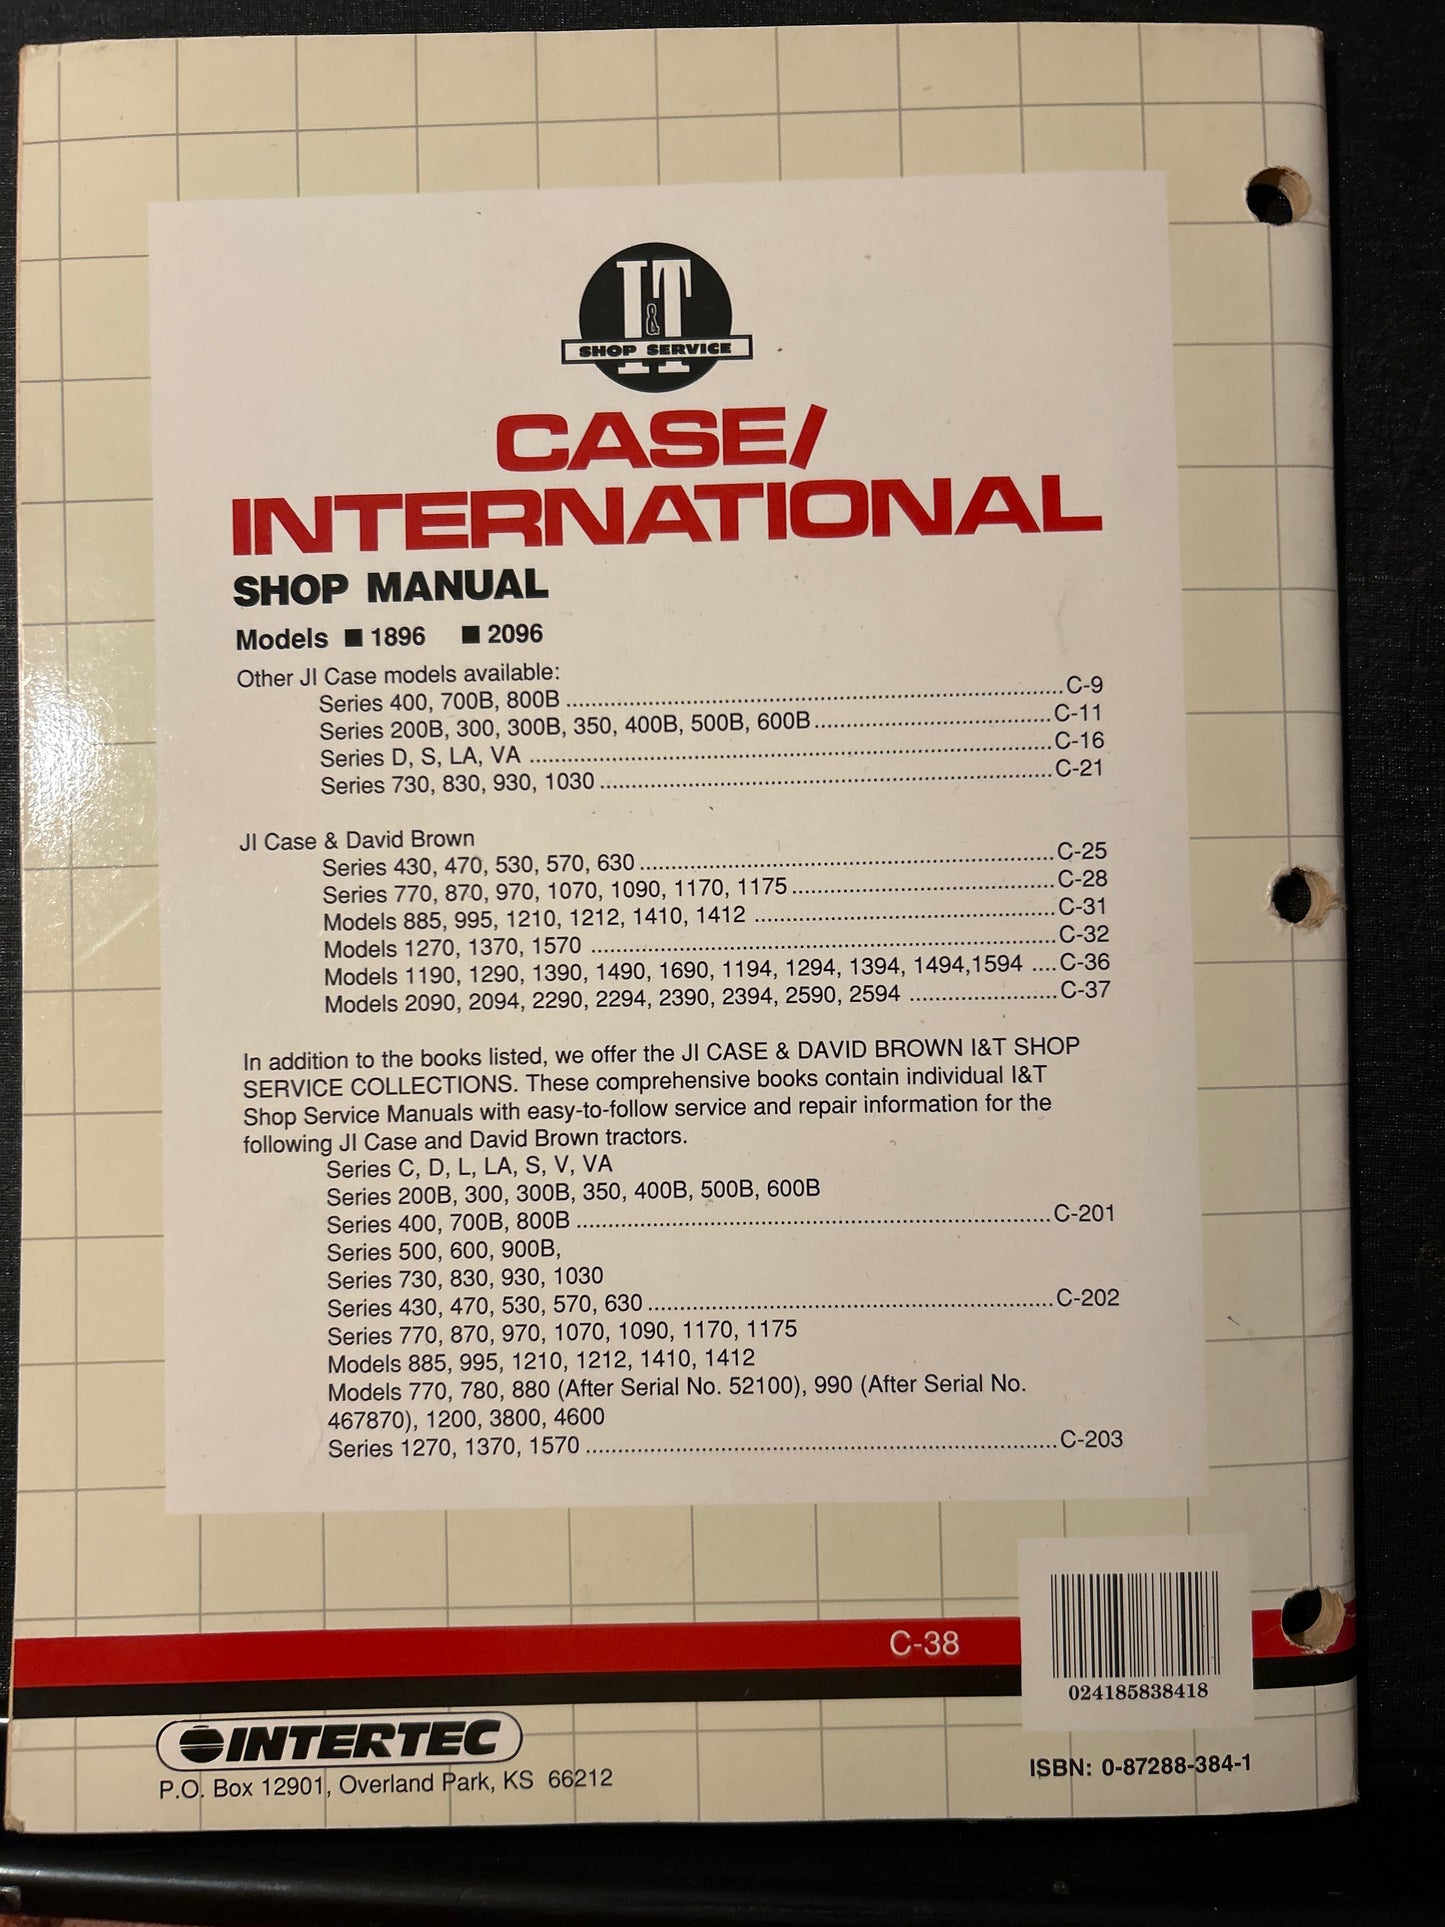 I&T
SHOP SERVICE
CASE/
INTERNATIONAL
SHOP MANUAL
Models ■ 1896 ■ 2096
Other JI Case models available:
Series 400, 700B, 800B ........ C-9
Series 200B, 300, 300B, 350, 400B, 500B, 600B ........ C-11
Series D, S, LA, VA ........ C-16
Series 730, 830, 930, 1030 ........ C-21
JI Case & David Brown
Series 430, 470, 530, 570, 630 ........ C-25
Series 770, 870, 970, 1070, 1090, 1170, 1175 ........ C-28
Models 885, 995, 1210, 1212, 1410, 1412 ........ C-31
Models 1270, 1370, 1570 ........ C-32
Models 1190, 1290, 1390, 1490, 1690, 1194, 1294, 1394, 1494,1594 .... C-36
Models 2090, 2094, 2290, 2294, 2390, 2394, 2590, 2594 ........ C-37
In addition to the books listed, we offer the JI CASE & DAVID BROWN I&T SHOP
SERVICE COLLECTIONS. These comprehensive books contain individual I&T
Shop Service Manuals with easy-to-follow service and repair information for the
following JI Case and David Brown tractors.
Series C, D, L, LA, S, V, VA
Series 200B, 300, 300B, 350, 400B, 500B, 600B
Series 400, 700B, 800B ........ C-201
Series 500, 600, 900B,
Series 730, 830, 930, 1030
Series 430, 470, 530, 570, 630 ........ C-202
Series 770, 870, 970, 1070, 1090, 1170, 1175
Models 885, 995, 1210, 1212, 1410, 1412
Models 770, 780, 880 (After Serial No. 52100), 990 (After Serial No.
467870), 1200, 3800, 4600
Series 1270, 1370, 1570 ........ C-203
C-38
024185838418
INTERTEC
P.O. Box 12901, Overland Park, KS 66212
ISBN: 0-87288-384-1